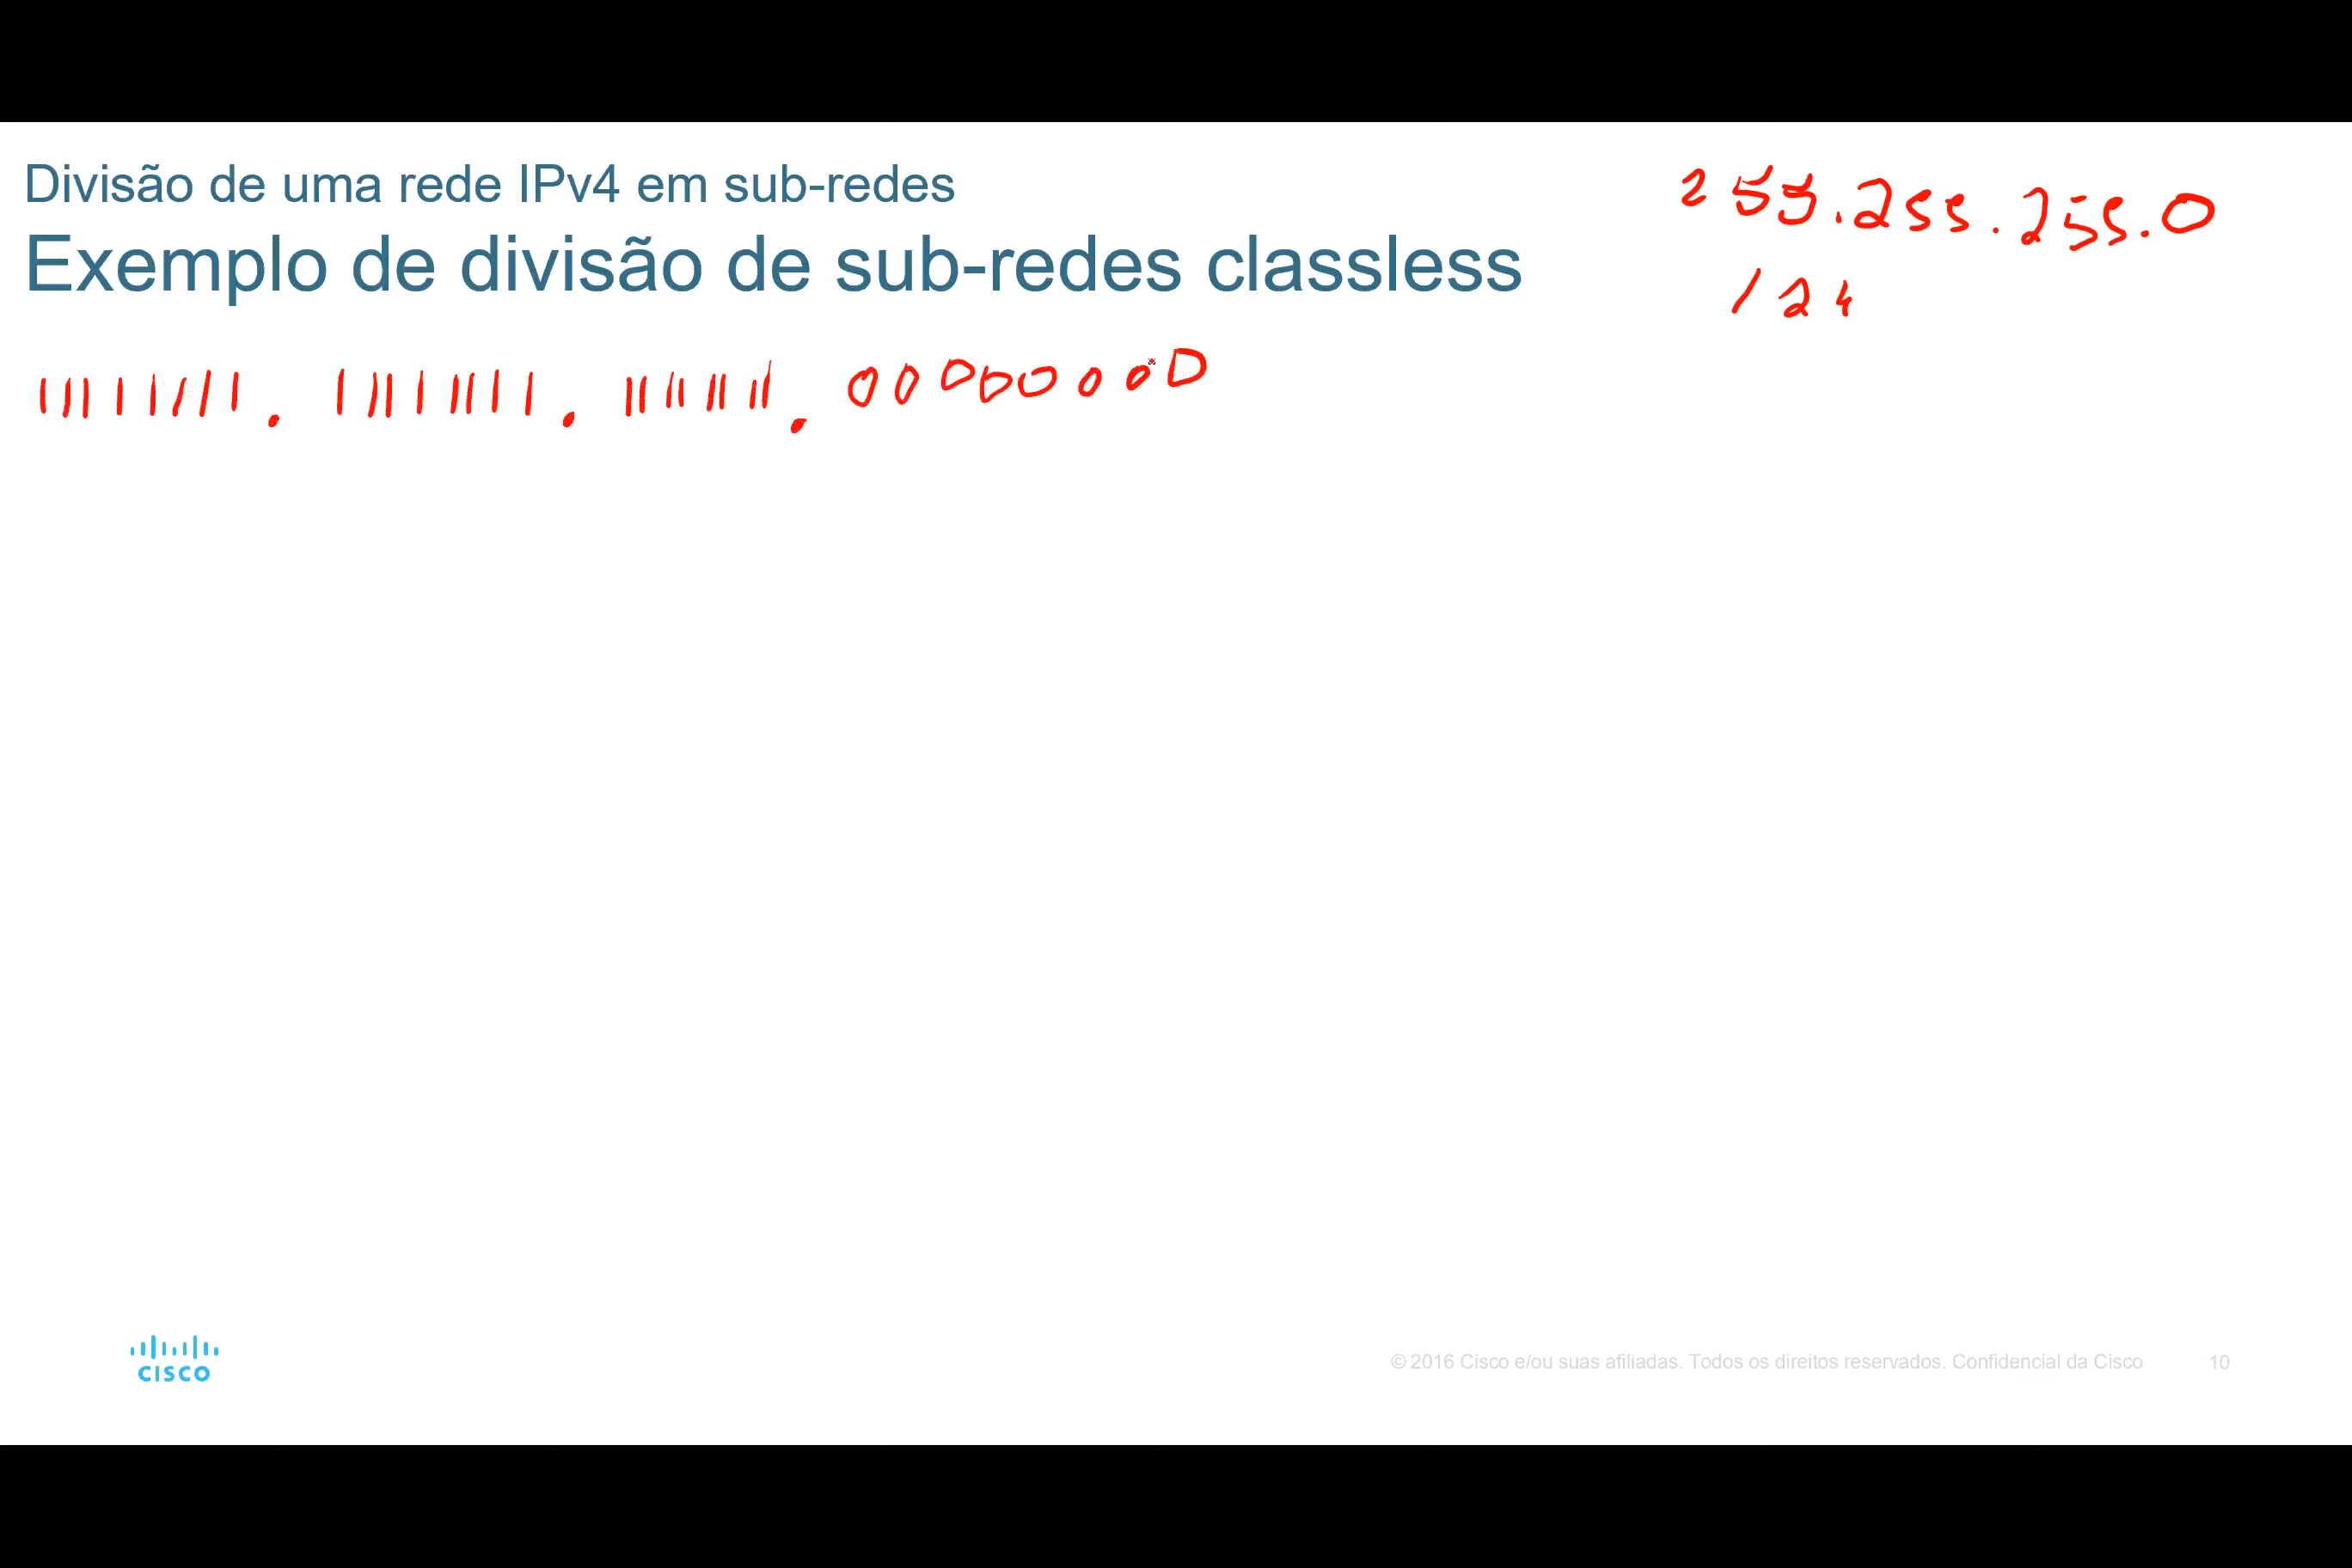 Divisão de uma rede IPv4 em sub-redes
Exemplo de divisão de sub-redes classless
255.255.255.0
/24
11111111.11111111.11111111.00000000
CISCO
© 2016 Cisco e/ou suas afiliadas. Todos os direitos reservados. Confidencial da Cisco 10